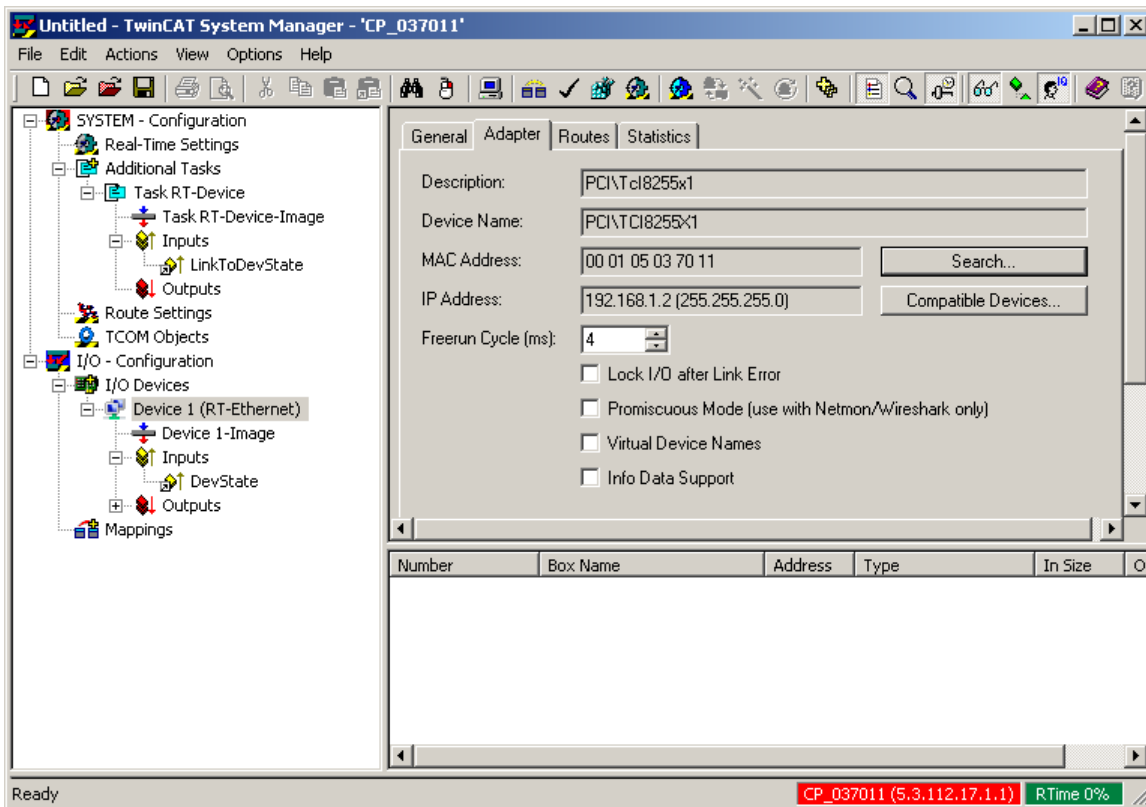 Untitled - TwinCAT System Manager - 'CP_037011'
File Edit Actions View Options Help
SYSTEM - Configuration
Real-Time Settings
Additional Tasks
Task RT-Device
Task RT-Device-Image
Inputs
LinkToDevState
Outputs
Route Settings
TCOM Objects
I/O - Configuration
I/O Devices
Device 1 (RT-Ethernet)
Device 1-Image
Inputs
DevState
Outputs
Mappings
General Adapter Routes Statistics
Description: PCI\TcI8255x1
Device Name: PCI\TCI8255X1
MAC Address: 00 01 05 03 70 11 Search...
IP Address: 192.168.1.2 (255.255.255.0) Compatible Devices...
Freerun Cycle (ms): 4
Lock I/O after Link Error
Promiscuous Mode (use with Netmon/Wireshark only)
Virtual Device Names
Info Data Support
Number Box Name Address Type In Size O
Ready CP_037011 (5.3.112.17.1.1) RTime 0%